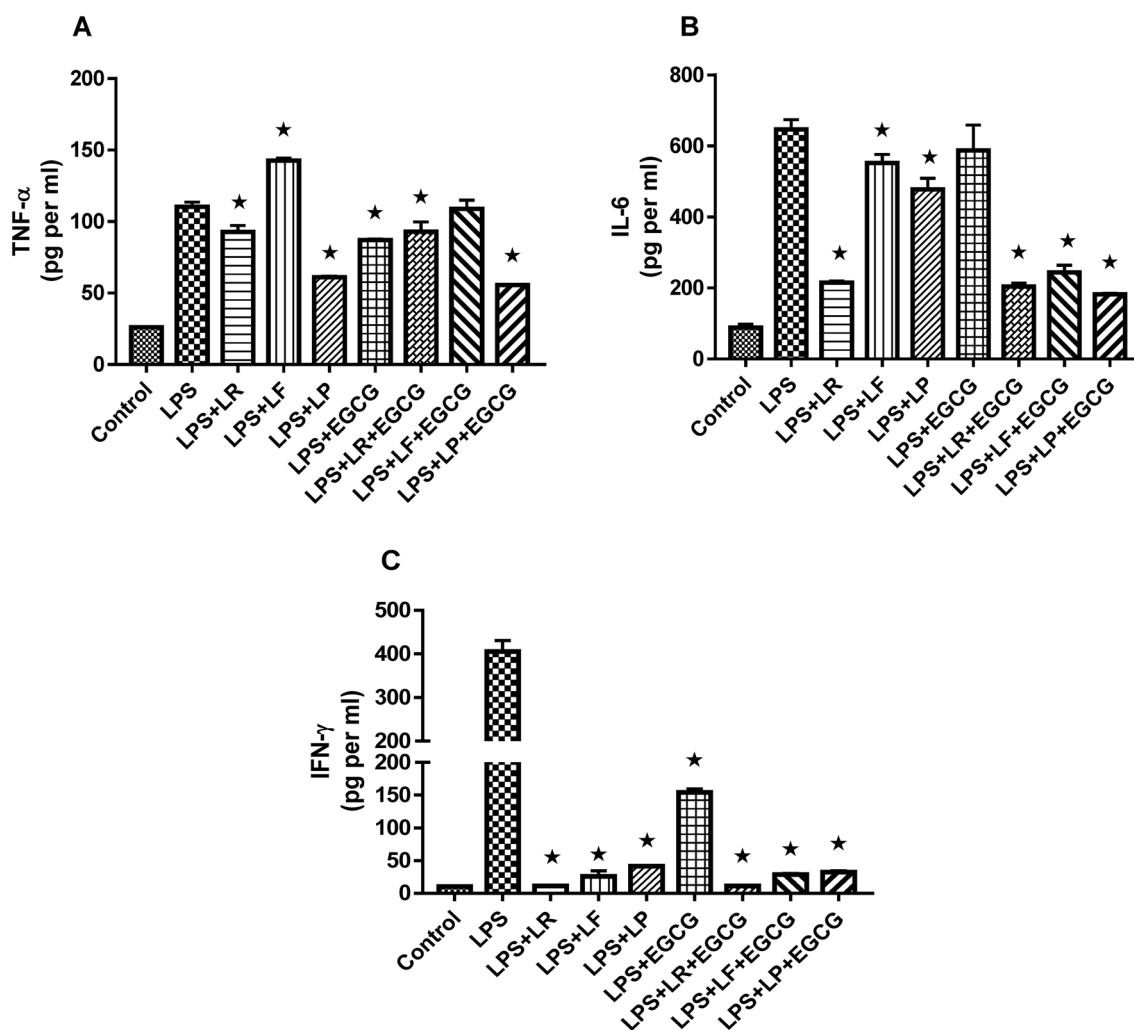 A
TNF-α
(pg per ml)
200
150
100
50
0
★
★
★
★
★
★
Control
LPS
LPS+LR
LPS+LF
LPS+LP
LPS+EGCG
LPS+LR+EGCG
LPS+LF+EGCG
LPS+LP+EGCG
B
IL-6
(pg per ml)
800
600
400
200
0
★
★
★
★
★
★
Control
LPS
LPS+LR
LPS+LF
LPS+LP
LPS+EGCG
LPS+LR+EGCG
LPS+LF+EGCG
LPS+LP+EGCG
C
IFN-γ
(pg per ml)
500
400
300
200
200
150
100
50
0
★
★
★
★
★
★
★
Control
LPS
LPS+LR
LPS+LF
LPS+LP
LPS+EGCG
LPS+LR+EGCG
LPS+LF+EGCG
LPS+LP+EGCG